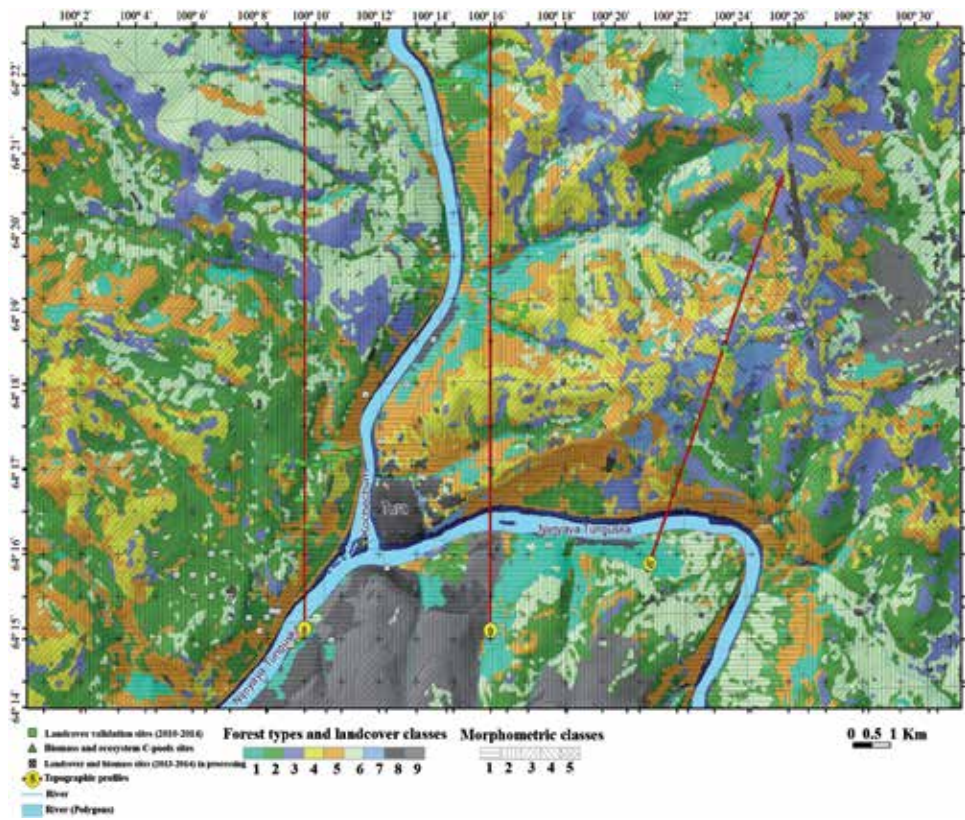 100° 2' 100° 4' 100° 6' 100° 8' 100° 10' 100° 12' 100° 14' 100° 16' 100° 18' 100° 20' 100° 22' 100° 24' 100° 26' 100° 28' 100° 30'
64° 22'
64° 21'
64° 20'
64° 19'
64° 18'
64° 17'
64° 16'
64° 15'
64° 14'
Tura
Nijnyaya Tunguska
Nijnyaya Tunguska
Landcover validation sites (2010-2014)
Biomass and ecosystem C-pools sites
Landcover and biomass sites (2013-2014) in processing
Topographic profiles
River
River (Polygons)
Forest types and landcover classes
1 2 3 4 5 6 7 8 9
Morphometric classes
1 2 3 4 5
0 0.5 1 Km